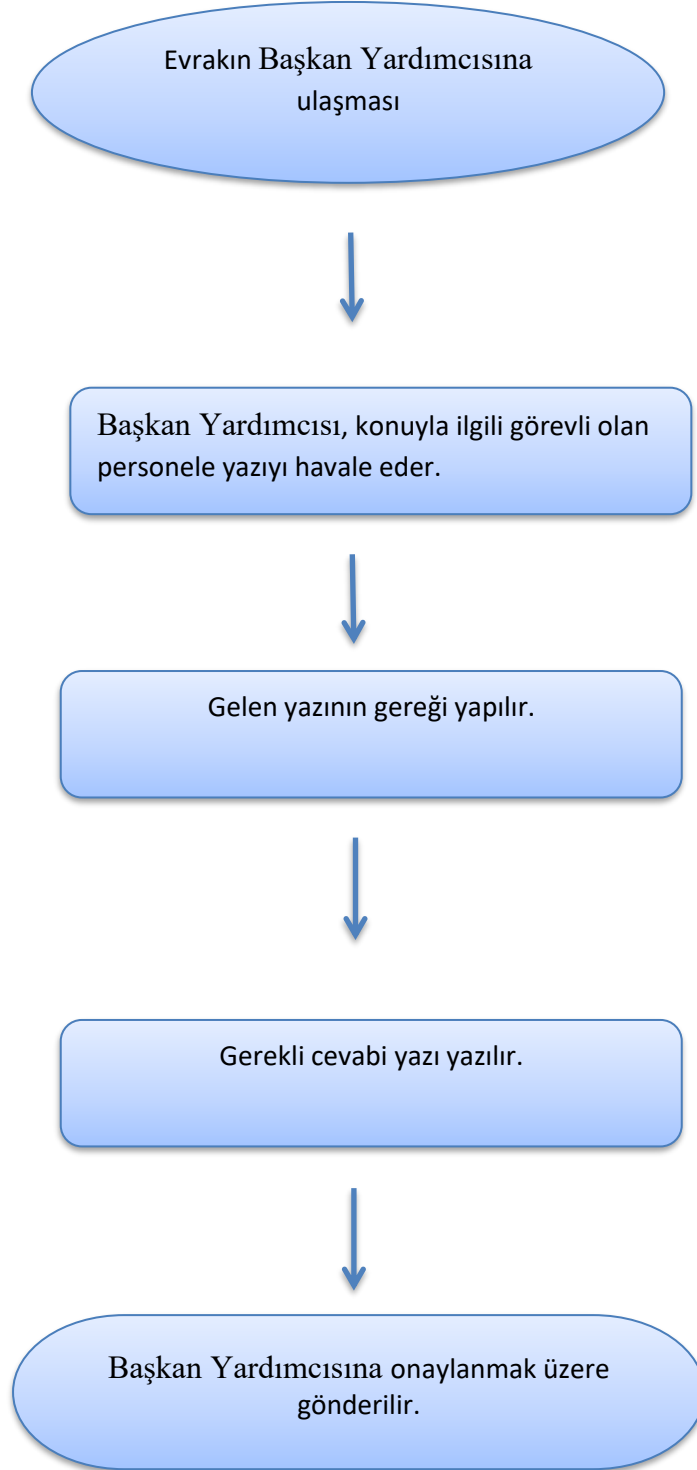 Evrakın Başkan Yardımcısına
ulaşması
Başkan Yardımcısı, konuyla ilgili görevli olan
personele yazıyı havale eder.
Gelen yazının gereği yapılır.
Gerekli cevabi yazı yazılır.
Başkan Yardımcısına onaylanmak üzere
gönderilir.